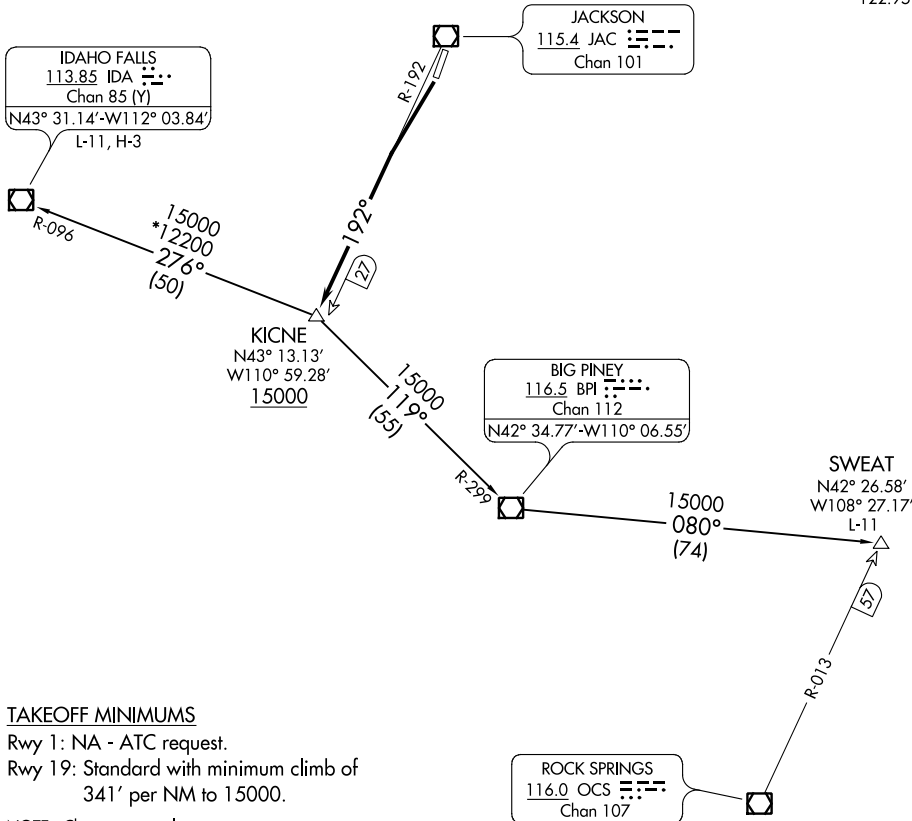 JACKSON
115.4 JAC
Chan 101
IDAHO FALLS
113.85 IDA
Chan 85 (Y)
N43° 31.14′-W112° 03.84′
L-11, H-3
R-192
R-096
15000
*12200
276°
(50)
192°
27
KICNE
N43° 13.13′
W110° 59.28′
15000
15000
119°
(55)
R-299
BIG PINEY
116.5 BPI
Chan 112
N42° 34.77′-W110° 06.55′
15000
080°
(74)
SWEAT
N42° 26.58′
W108° 27.17′
L-11
57
R-013
ROCK SPRINGS
116.0 OCS
Chan 107
TAKEOFF MINIMUMS
Rwy 1: NA - ATC request.
Rwy 19: Standard with minimum climb of
341′ per NM to 15000.